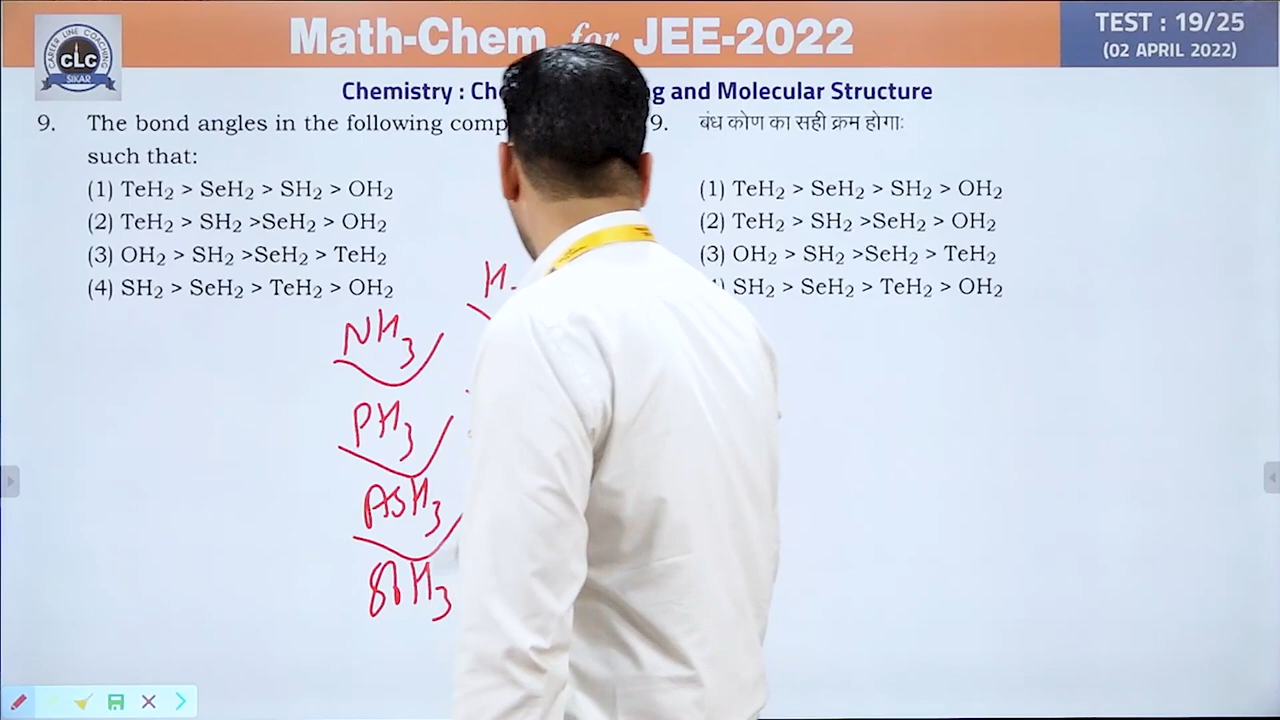 Math-Chem for JEE-2022
TEST : 19/25
(02 APRIL 2022)
CAREER LINE COACHING
CLC
SIKAR
Chemistry : and Molecular Structure
9. The bond angles in the following
such that:
(1) TeH₂ > SeH₂ > SH₂ > OH₂
(2) TeH₂ > SH₂ >SeH₂ > OH₂
(3) OH₂ > SH₂ >SeH₂ > TeH₂
(4) SH₂ > SeH₂ > TeH₂ > OH₂
9. बंध कोण का सही क्रम होगाः
(1) TeH₂ > SeH₂ > SH₂ > OH₂
(2) TeH₂ > SH₂ >SeH₂ > OH₂
(3) OH₂ > SH₂ >SeH₂ > TeH₂
SH₂ > SeH₂ > TeH₂ > OH₂
H
NH₃
PH₃
AsH₃
SbH₃